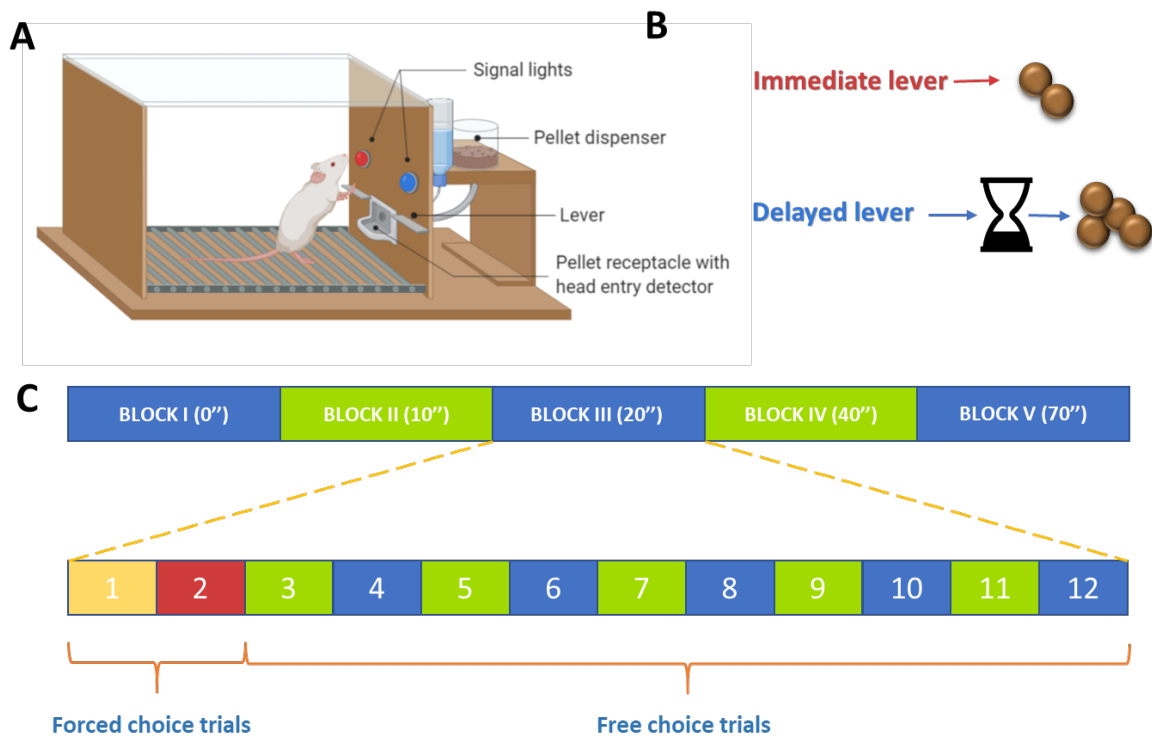 A
Signal lights
Pellet dispenser
Lever
Pellet receptacle with
head entry detector
B
Immediate lever
Delayed lever
C
BLOCK I (0’’)
BLOCK II (10’’)
BLOCK III (20’’)
BLOCK IV (40’’)
BLOCK V (70’’)
1 2 3 4 5 6 7 8 9 10 11 12
Forced choice trials
Free choice trials